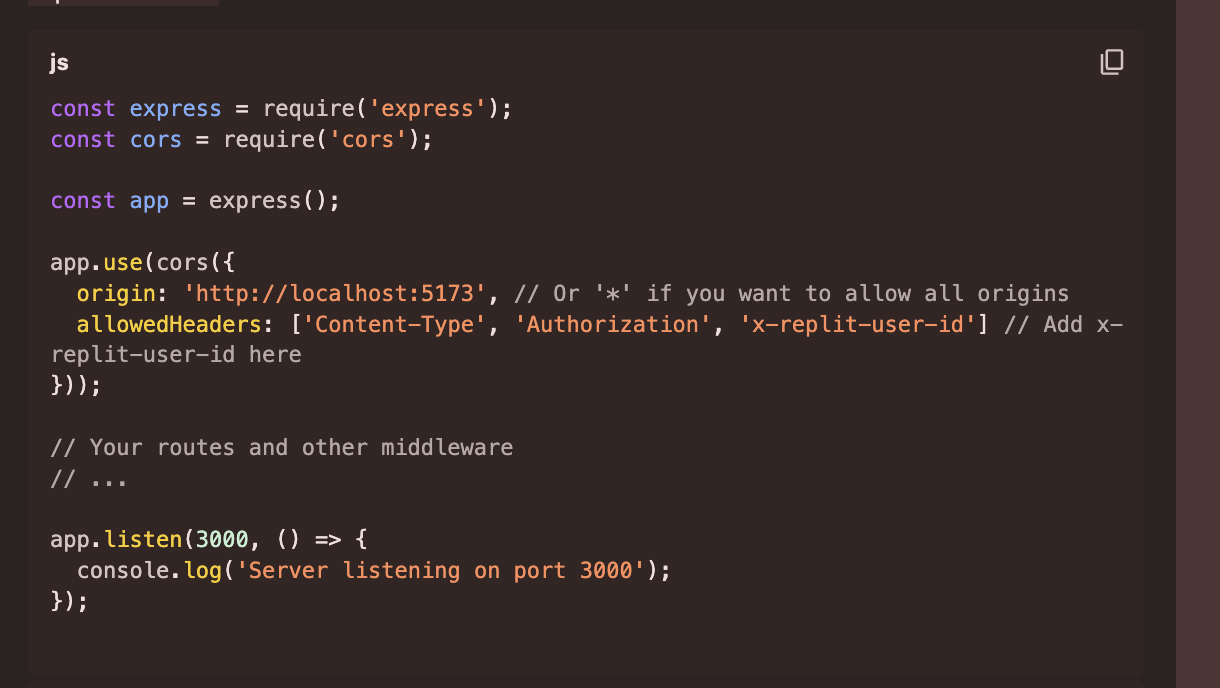 js
const express = require('express');
const cors = require('cors');
const app = express();
app.use(cors({
  origin: 'http://localhost:5173', // Or '*' if you want to allow all origins
  allowedHeaders: ['Content-Type', 'Authorization', 'x-replit-user-id'] // Add x-
replit-user-id here
}));
// Your routes and other middleware
// ...
app.listen(3000, () => {
  console.log('Server listening on port 3000');
});